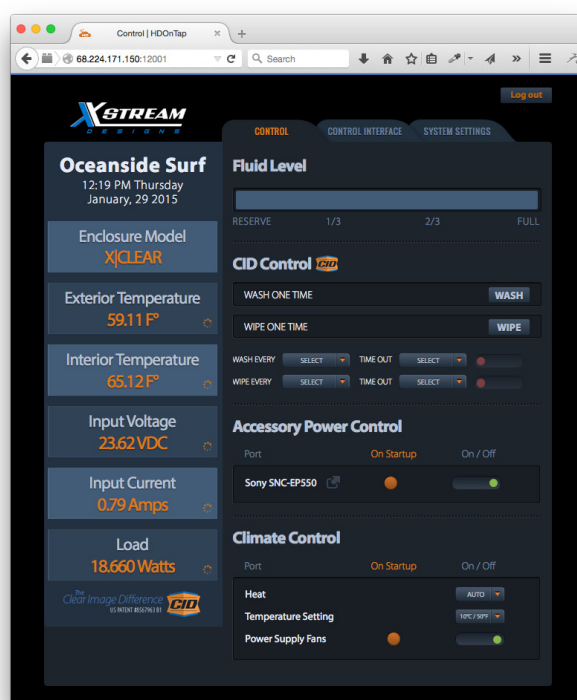 Control | HDOnTap
68.224.171.150:12001
Search
Log out
XSTREAM
DESIGNS
CONTROL
CONTROL INTERFACE
SYSTEM SETTINGS
Oceanside Surf
12:19 PM Thursday
January, 29 2015
Enclosure Model
X|CLEAR
Exterior Temperature
59.11 F°
Interior Temperature
65.12 F°
Input Voltage
23.62 VDC
Input Current
0.79 Amps
Load
18.660 Watts
The
Clear Image Difference
CID
US PATENT #8567963 B1
Fluid Level
RESERVE 1/3 2/3 FULL
CID Control CID
WASH ONE TIME WASH
WIPE ONE TIME WIPE
WASH EVERY SELECT TIME OUT SELECT
WIPE EVERY SELECT TIME OUT SELECT
Accessory Power Control
Port On Startup On / Off
Sony SNC-EP550
Climate Control
Port On Startup On / Off
Heat AUTO
Temperature Setting 10°C / 50°F
Power Supply Fans